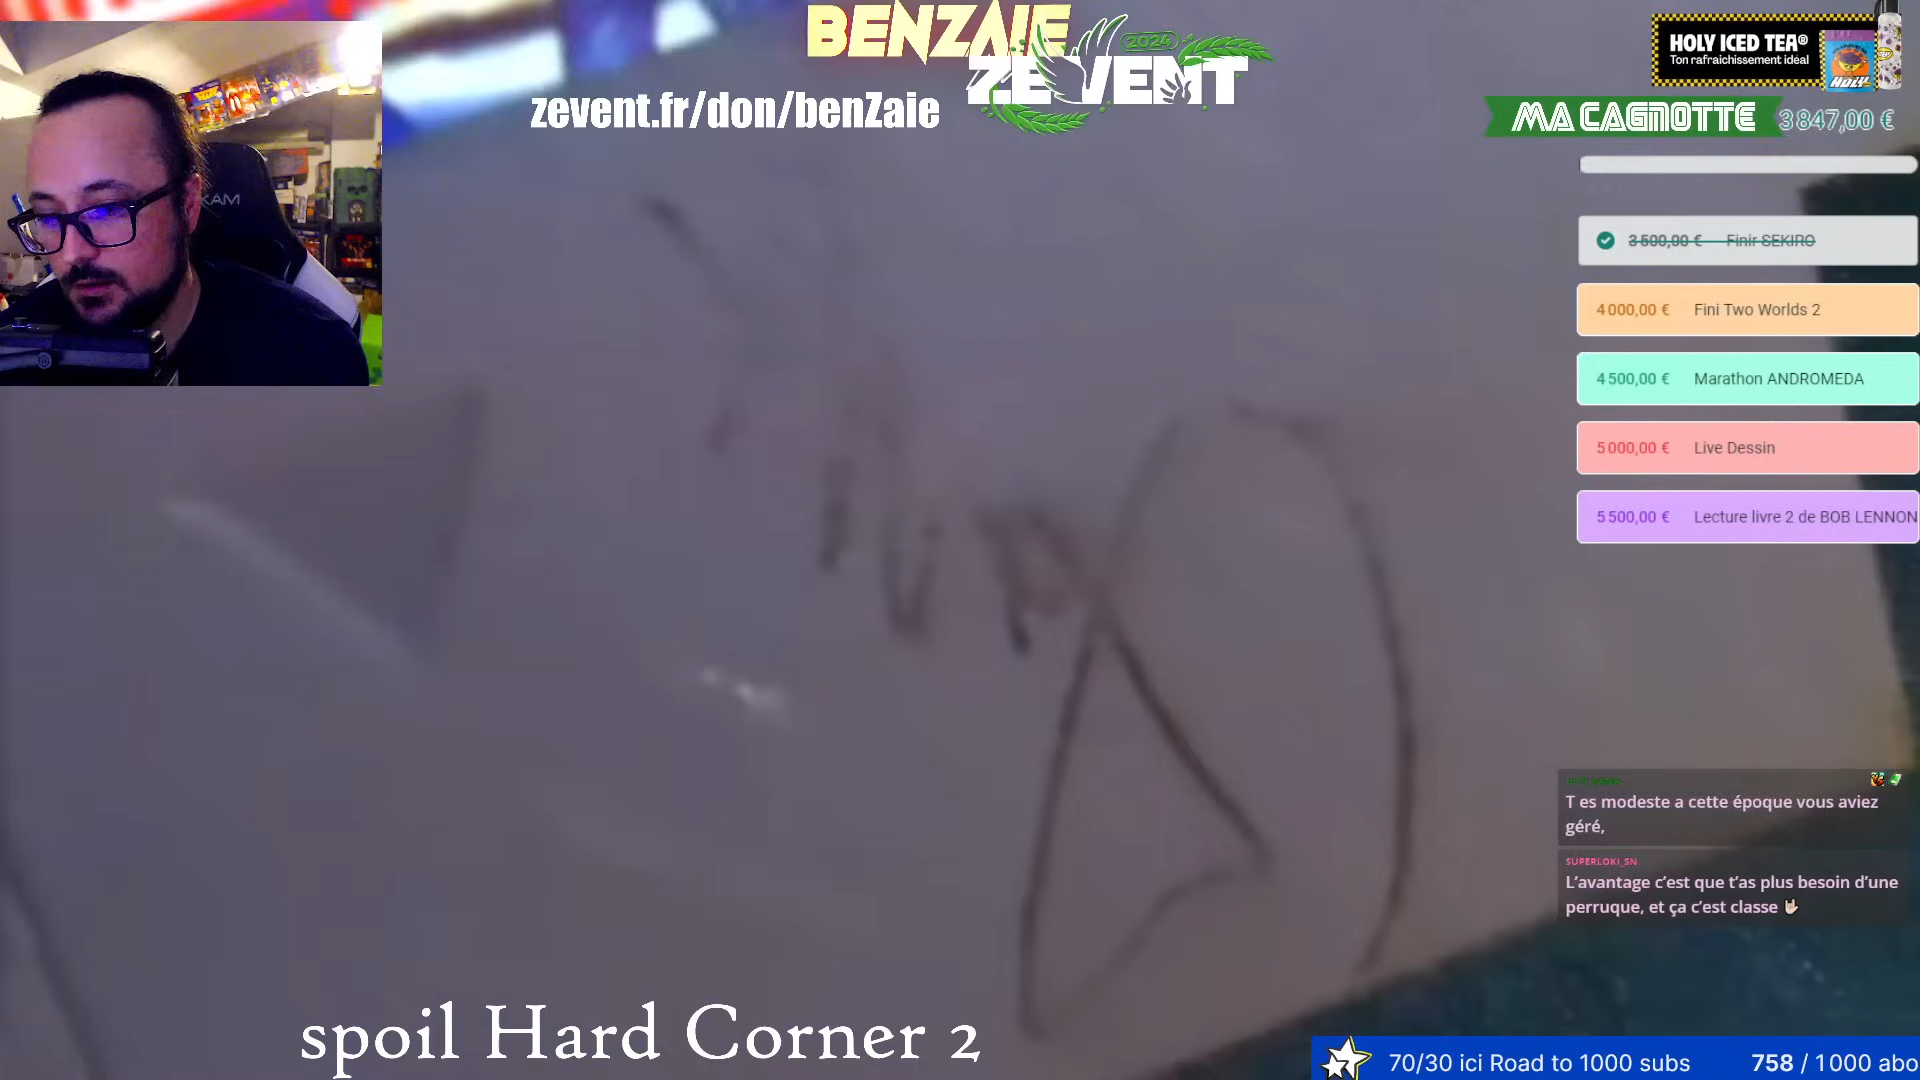 BENZAIE
2024
ZEVENT
zevent.fr/don/benZaie
HOLY ICED TEA®
Ton rafraichissement idéal
HOLY
MA CAGNOTTE 3 847,00 €
KAM
3 500,00 € Finir SEKIRO
4 000,00 € Fini Two Worlds 2
4 500,00 € Marathon ANDROMEDA
5 000,00 € Live Dessin
5 500,00 € Lecture livre 2 de BOB LENNON
T es modeste a cette époque vous aviez
géré,
SUPERLOKI_SN
L'avantage c'est que t'as plus besoin d'une
perruque, et ça c'est classe
spoil Hard Corner 2
70/30 ici Road to 1000 subs
758 / 1000 abo